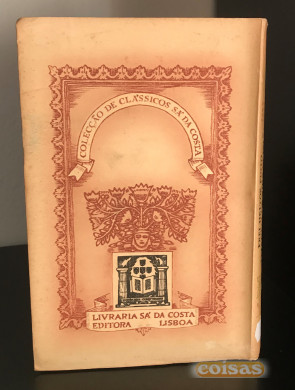 COLECÇÃO DE CLÁSSICOS SÁ DA COSTA
LIVRARIA SÁ DA COSTA
EDITORA LISBOA
coisas